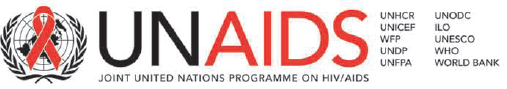 UNAIDS
JOINT UNITED NATIONS PROGRAMME ON HIV/AIDS
UNHCR
UNICEF
WFP
UNDP
UNFPA
UNODC
ILO
UNESCO
WHO
WORLD BANK